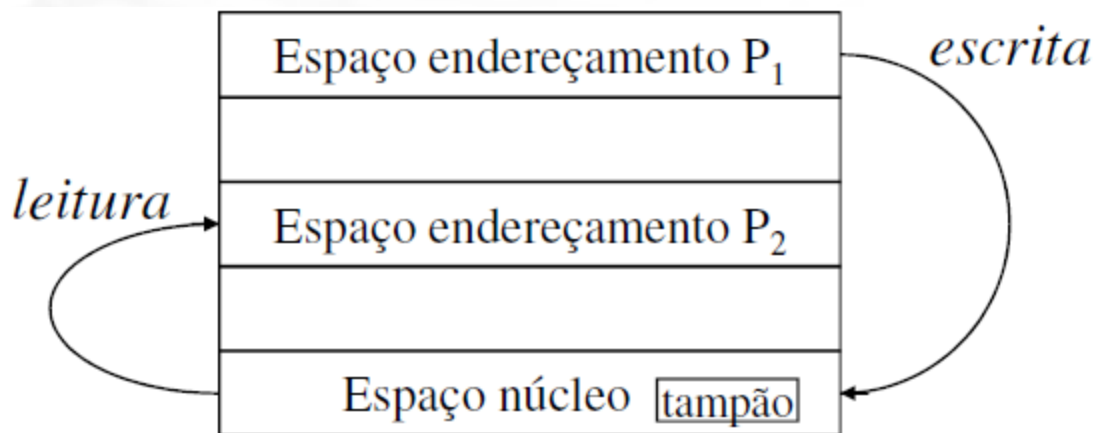 Espaço endereçamento P₁
escrita
leitura
Espaço endereçamento P₂
Espaço núcleo tampão